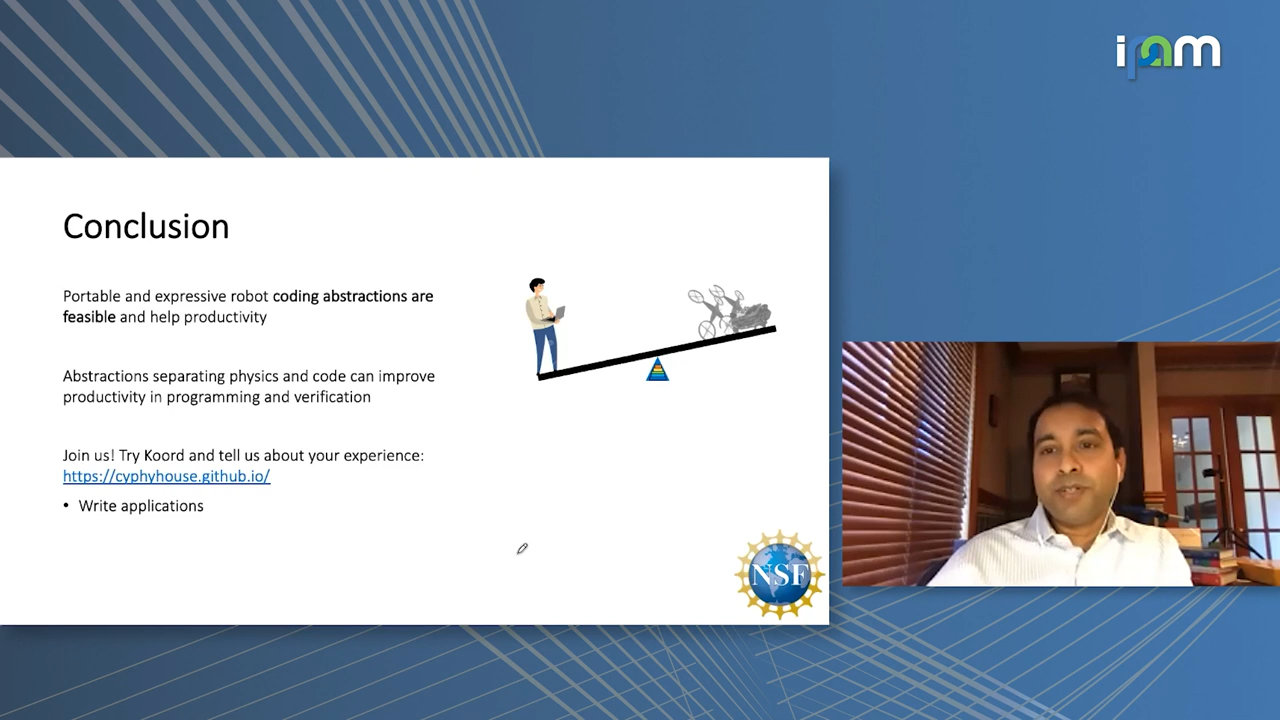 ipam
Conclusion
Portable and expressive robot coding abstractions are
feasible and help productivity
Abstractions separating physics and code can improve
productivity in programming and verification
Join us! Try Koord and tell us about your experience:
https://cyphyhouse.github.io/
• Write applications
NSF